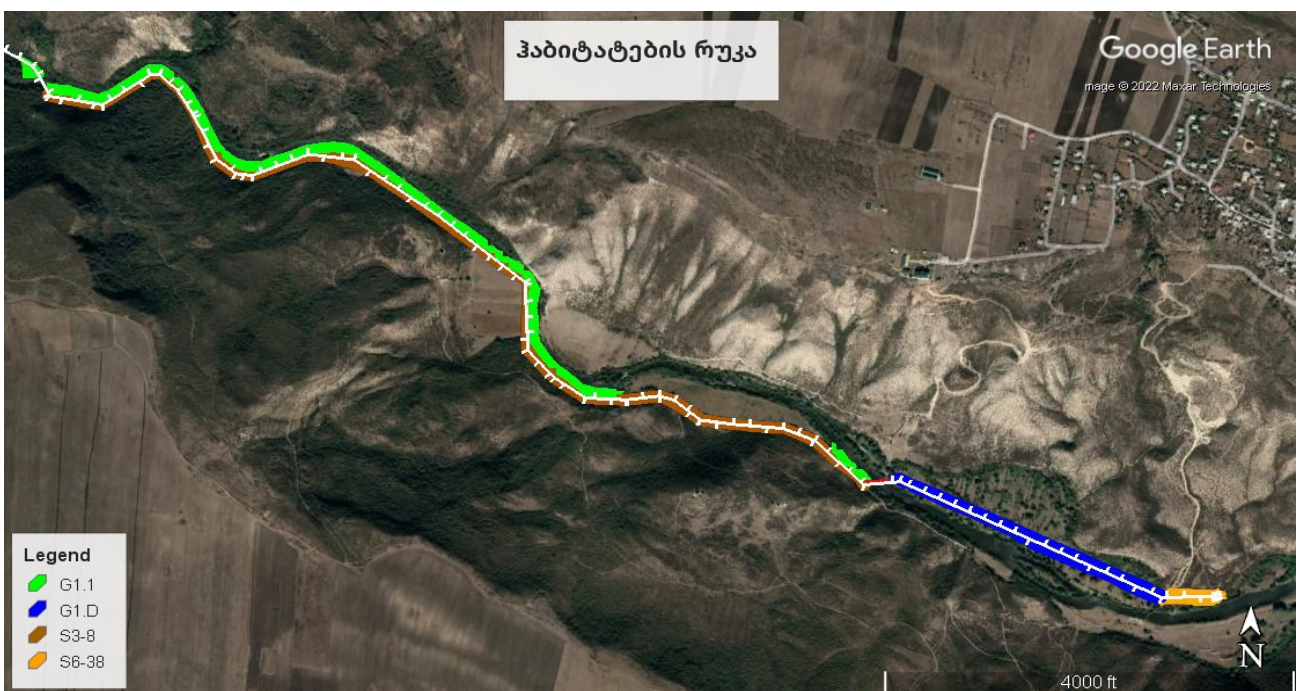 ჰაბიტატების რუკა
Google Earth
mage © 2022 Maxar Technologies
Legend
G1.1
G1.D
S3-8
S6-38
N
4000 ft